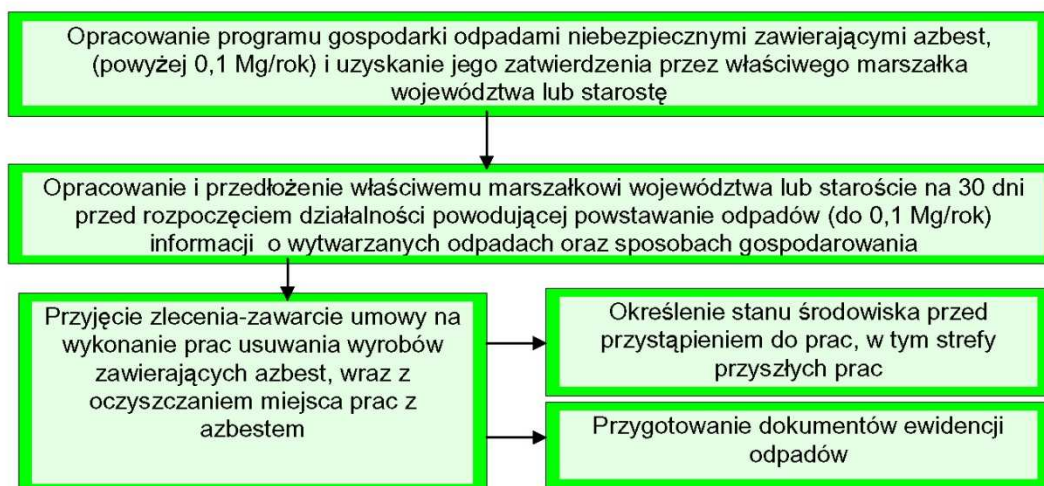 Opracowanie programu gospodarki odpadami niebezpiecznymi zawierającymi azbest,
(powyżej 0,1 Mg/rok) i uzyskanie jego zatwierdzenia przez właściwego marszałka
województwa lub starostę
Opracowanie i przedłożenie właściwemu marszałkowi województwa lub staroście na 30 dni
przed rozpoczęciem działalności powodującej powstawanie odpadów (do 0,1 Mg/rok)
informacji o wytwarzanych odpadach oraz sposobach gospodarowania
Przyjęcie zlecenia-zawarcie umowy na
wykonanie prac usuwania wyrobów
zawierających azbest, wraz z
oczyszczaniem miejsca prac z
azbestem
Określenie stanu środowiska przed
przystąpieniem do prac, w tym strefy
przyszłych prac
Przygotowanie dokumentów ewidencji
odpadów